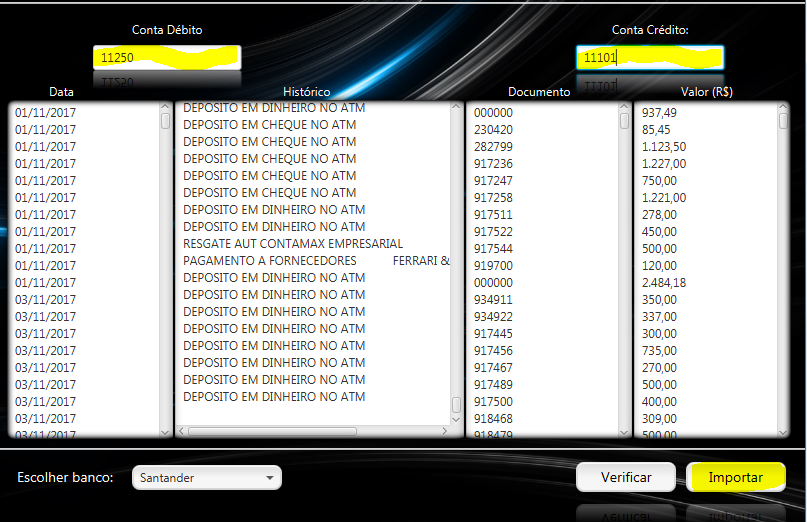 Conta Débito
Conta Crédito:
11250
11101
Data
Histórico
Documento
Valor (R$)
01/11/2017
01/11/2017
01/11/2017
01/11/2017
01/11/2017
01/11/2017
01/11/2017
01/11/2017
01/11/2017
01/11/2017
01/11/2017
03/11/2017
03/11/2017
03/11/2017
03/11/2017
03/11/2017
03/11/2017
03/11/2017
03/11/2017
03/11/2017
DEPOSITO EM DINHEIRO NO ATM
DEPOSITO EM CHEQUE NO ATM
DEPOSITO EM CHEQUE NO ATM
DEPOSITO EM CHEQUE NO ATM
DEPOSITO EM CHEQUE NO ATM
DEPOSITO EM CHEQUE NO ATM
DEPOSITO EM DINHEIRO NO ATM
DEPOSITO EM DINHEIRO NO ATM
RESGATE AUT CONTAMAX EMPRESARIAL
PAGAMENTO A FORNECEDORES FERRARI &
DEPOSITO EM DINHEIRO NO ATM
DEPOSITO EM DINHEIRO NO ATM
DEPOSITO EM DINHEIRO NO ATM
DEPOSITO EM DINHEIRO NO ATM
DEPOSITO EM DINHEIRO NO ATM
DEPOSITO EM DINHEIRO NO ATM
DEPOSITO EM DINHEIRO NO ATM
DEPOSITO EM DINHEIRO NO ATM
000000
230420
282799
917236
917247
917258
917511
917522
917544
919700
000000
934911
934922
917445
917456
917467
917489
917500
918468
918479
937,49
85,45
1.123,50
1.227,00
750,00
1.221,00
278,00
450,00
500,00
120,00
2.484,18
350,00
337,00
300,00
735,00
270,00
500,00
400,00
309,00
500,00
Escolher banco:
Santander
Verificar
Importar